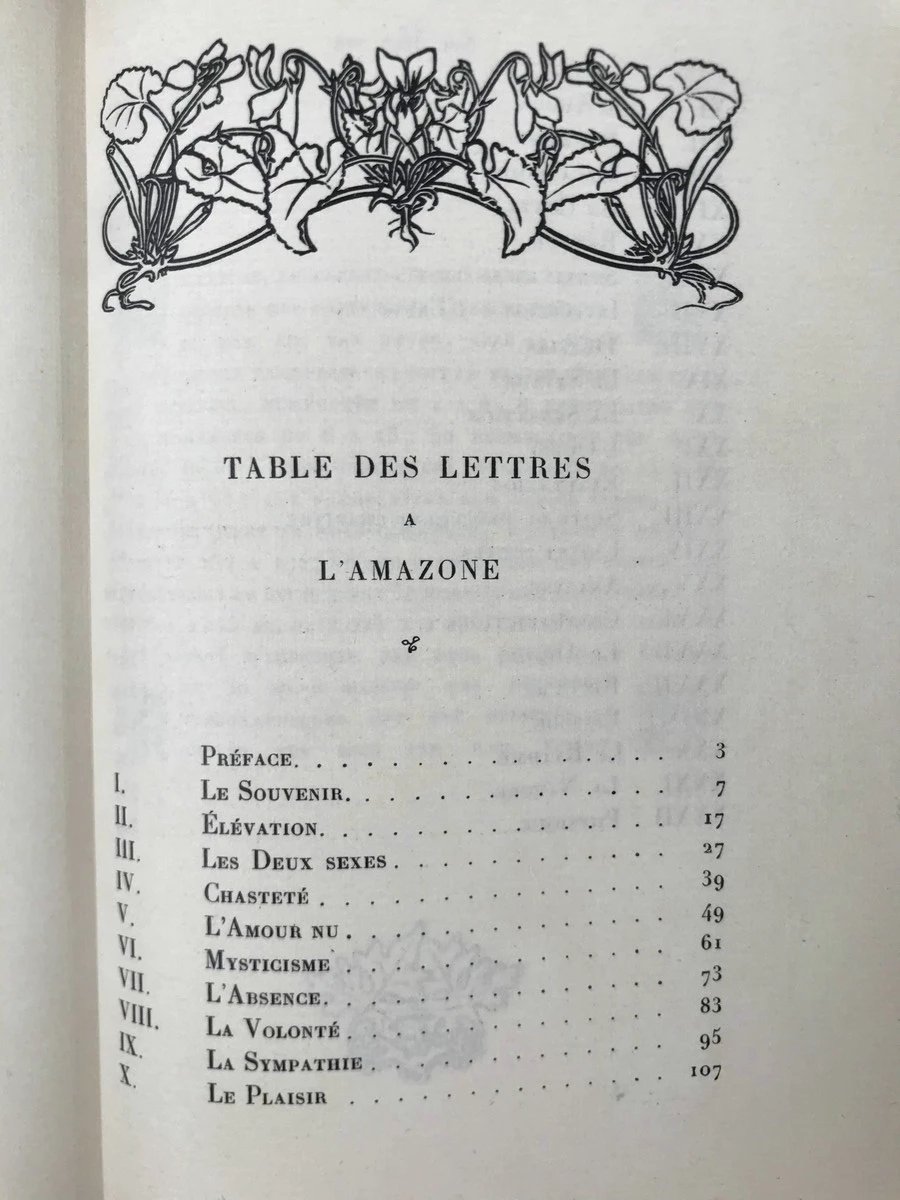 TABLE DES LETTRES
A
L'AMAZONE
PRÉFACE. . . . . . . . . . . . . . . 3
I. LE SOUVENIR. . . . . . . . . . . . . 7
II. ÉLÉVATION. . . . . . . . . . . . . . 17
III. LES DEUX SEXES . . . . . . . . . . . 27
IV. CHASTETÉ . . . . . . . . . . . . . . 39
V. L'AMOUR NU . . . . . . . . . . . . . 49
VI. MYSTICISME . . . . . . . . . . . . . 61
VII. L'ABSENCE. . . . . . . . . . . . . . 73
VIII. LA VOLONTÉ . . . . . . . . . . . . . 83
IX. LA SYMPATHIE . . . . . . . . . . . . 95
X. LE PLAISIR . . . . . . . . . . . . . 107